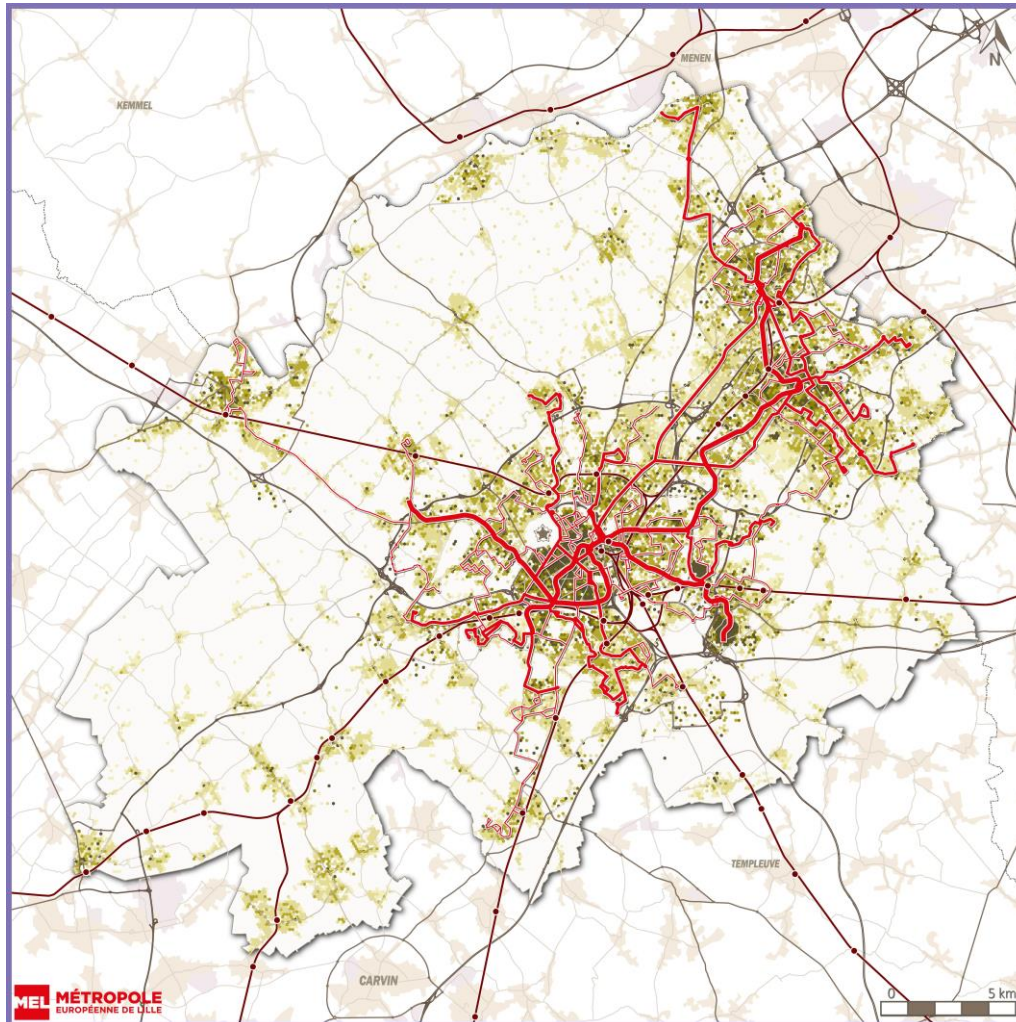 MENEN
KEMMEL
N
TEMPLEUVE
CARVIN
MEL MÉTROPOLE
EUROPÉENNE DE LILLE
0 5 km